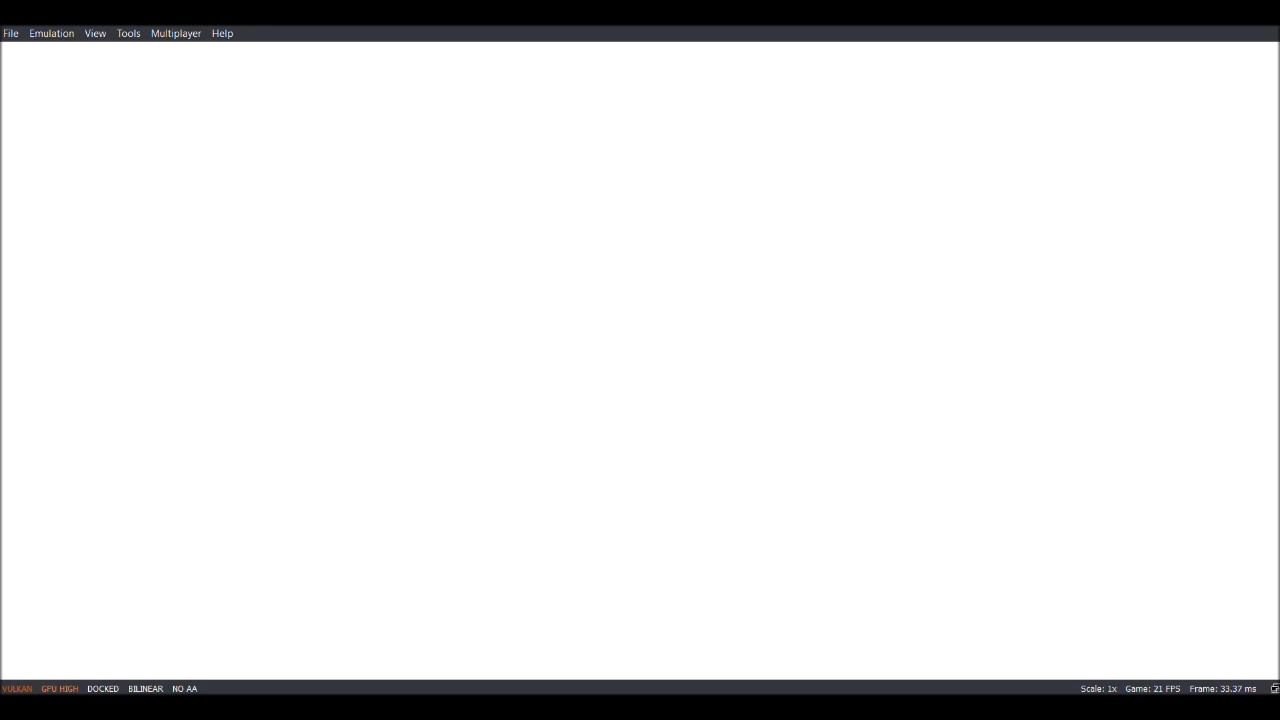 File Emulation View Tools Multiplayer Help
VULKAN GPU HIGH DOCKED BILINEAR NO AA Scale: 1x Game: 21 FPS Frame: 33.37 ms